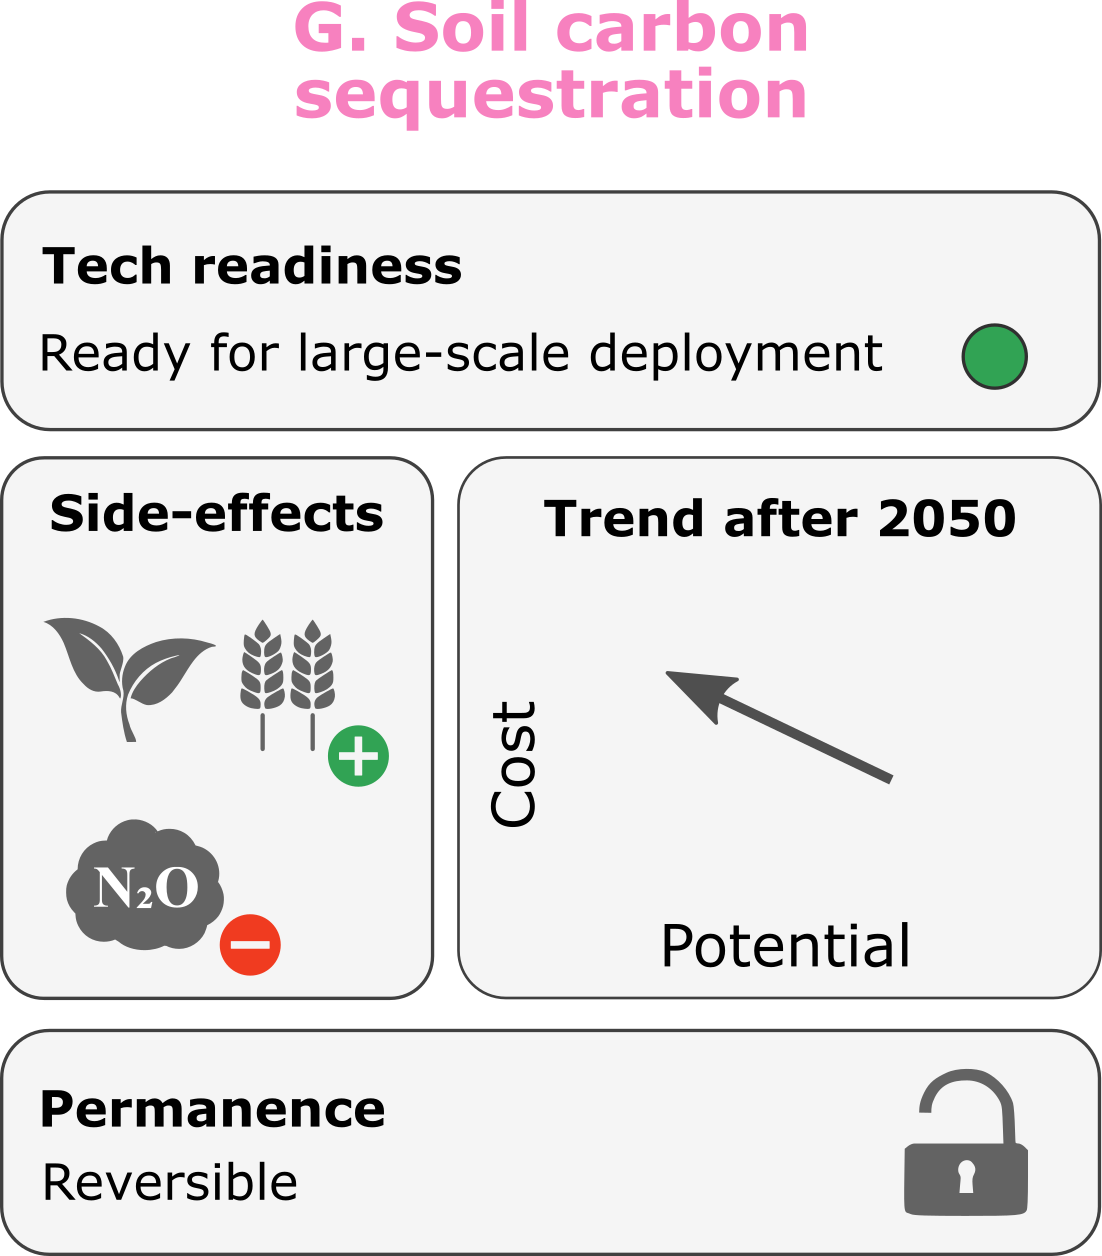 G. Soil carbon
sequestration
Tech readiness
Ready for large-scale deployment
Side-effects
N₂O
Trend after 2050
Cost
Potential
Permanence
Reversible